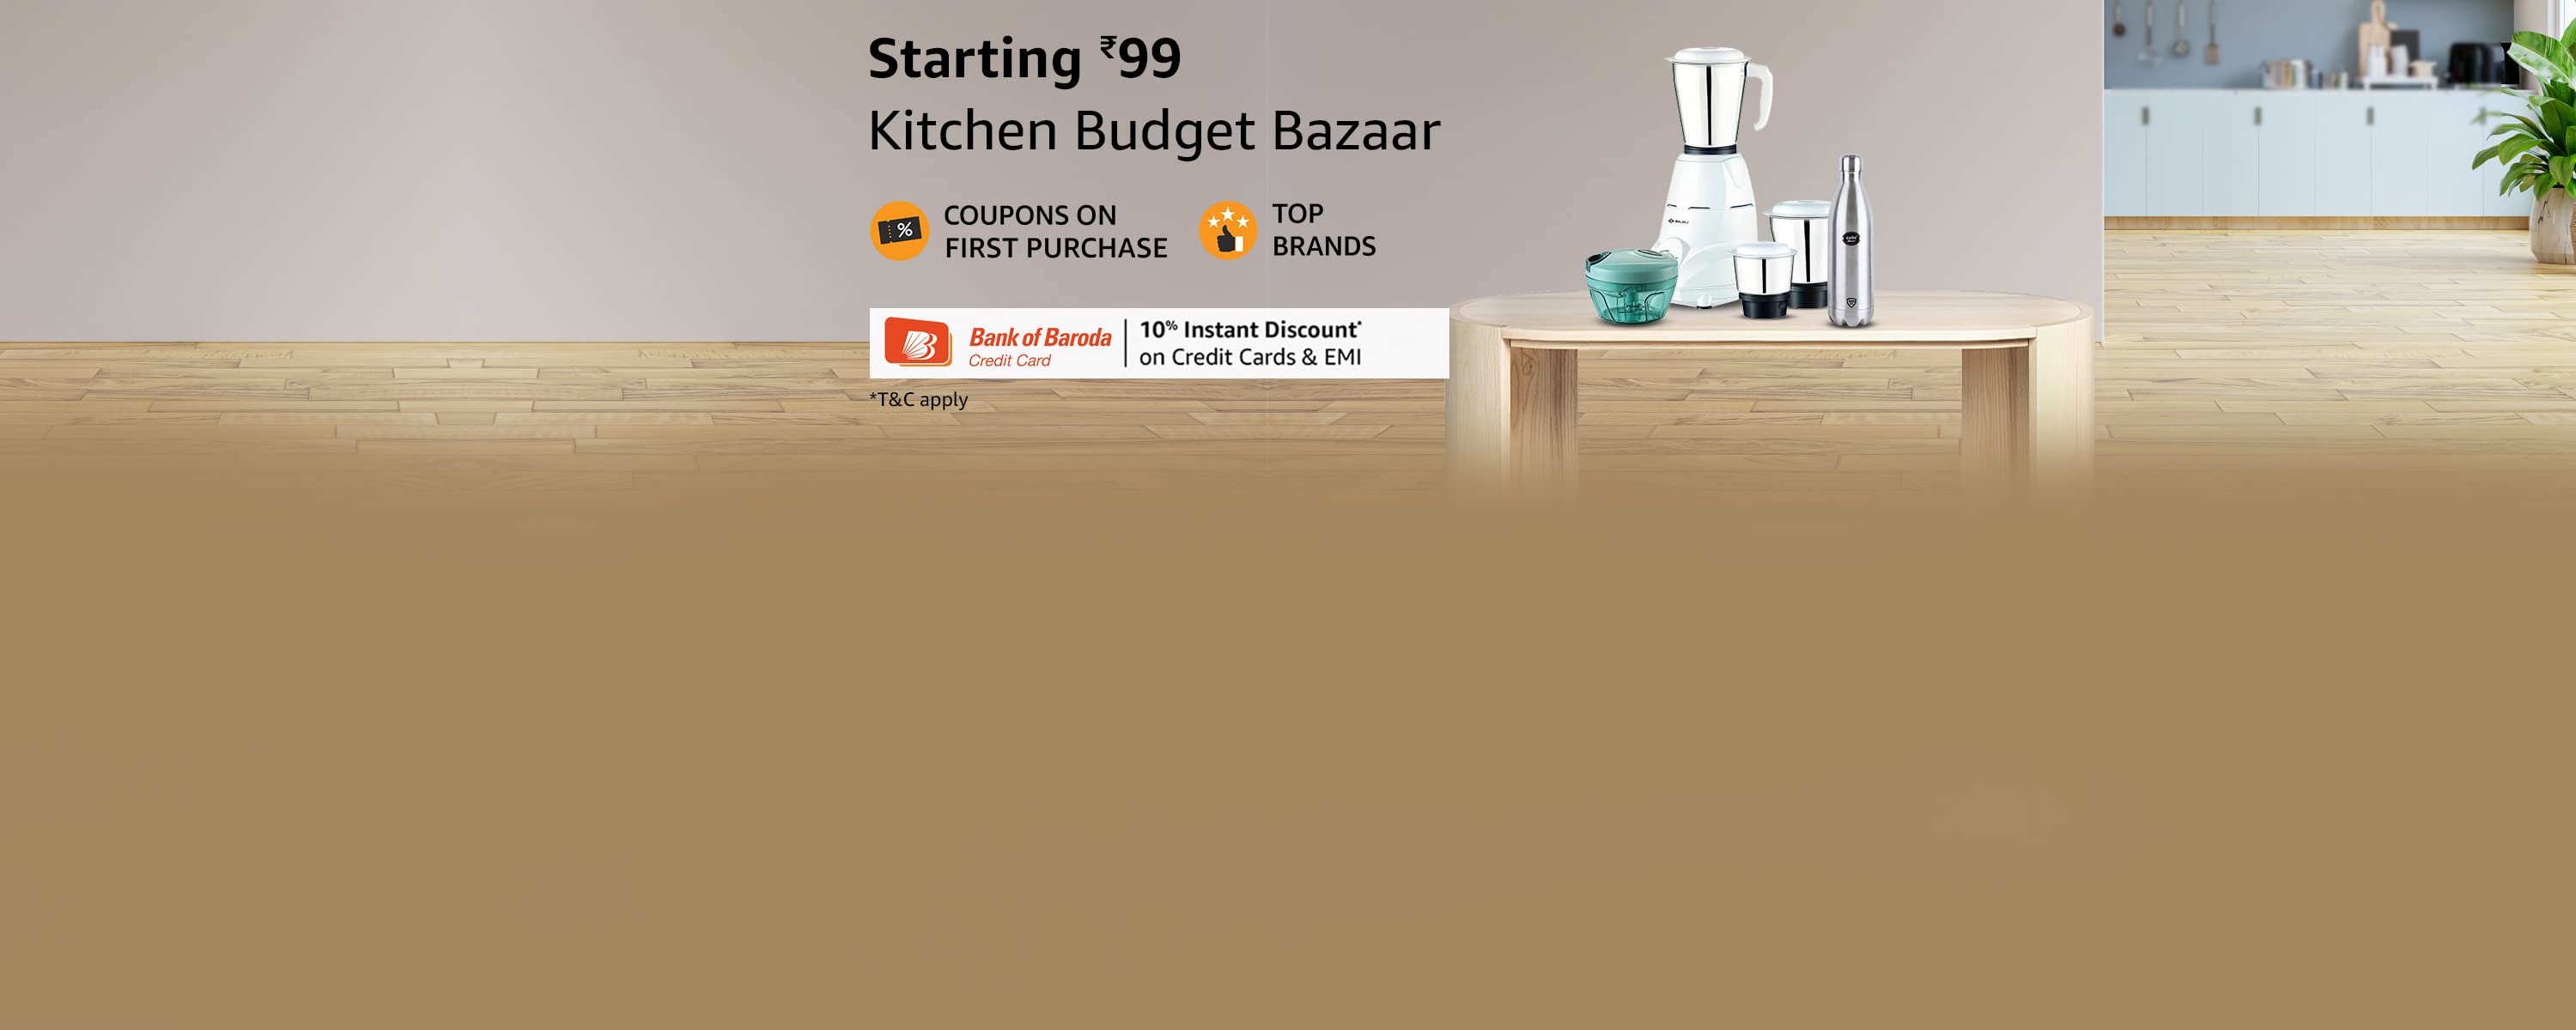 Starting ₹99
Kitchen Budget Bazaar
COUPONS ON
FIRST PURCHASE
TOP
BRANDS
%
Bank of Baroda
Credit Card
10% Instant Discount*
on Credit Cards & EMI
*T&C apply
BAJAJ